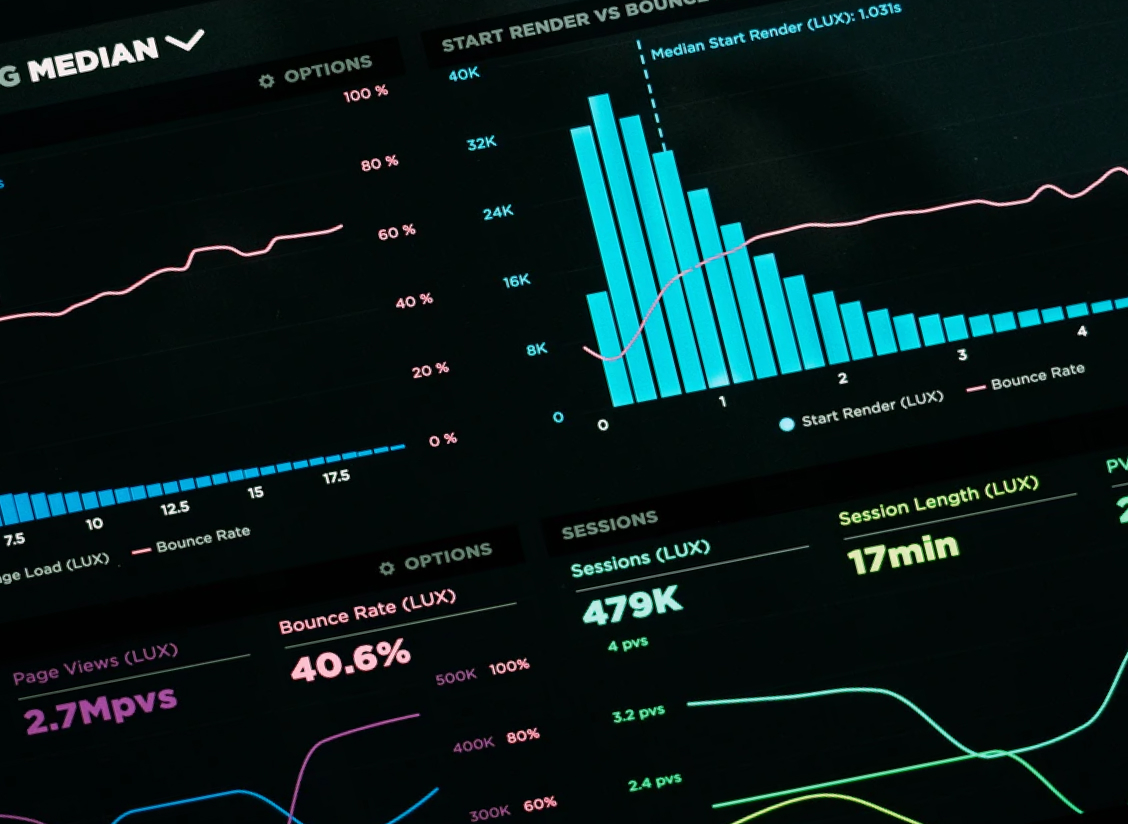 G MEDIAN
OPTIONS
100 %
80 %
60 %
40 %
20 %
0 %
7.5
10
12.5
15
17.5
ge Load (LUX)
Bounce Rate
START RENDER VS BOUNCE
Median Start Render (LUX): 1.031s
40K
32K
24K
16K
8K
0
0
1
2
3
4
Start Render (LUX)
Bounce Rate
OPTIONS
Page Views (LUX)
2.7Mpvs
Bounce Rate (LUX)
40.6%
500K 100%
400K 80%
300K 60%
SESSIONS
Sessions (LUX)
479K
4 pvs
3.2 pvs
2.4 pvs
Session Length (LUX)
17min
PV
2